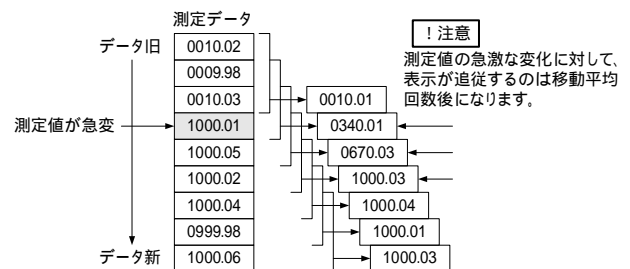 測定データ
データ旧
0010.02
0009.98
0010.03
測定値が急変
1000.01
1000.05
1000.02
1000.04
0999.98
データ新
1000.06
0010.01
0340.01
0670.03
1000.03
1000.04
1000.01
1000.03
!注意
測定値の急激な変化に対して、
表示が追従するのは移動平均
回数後になります。